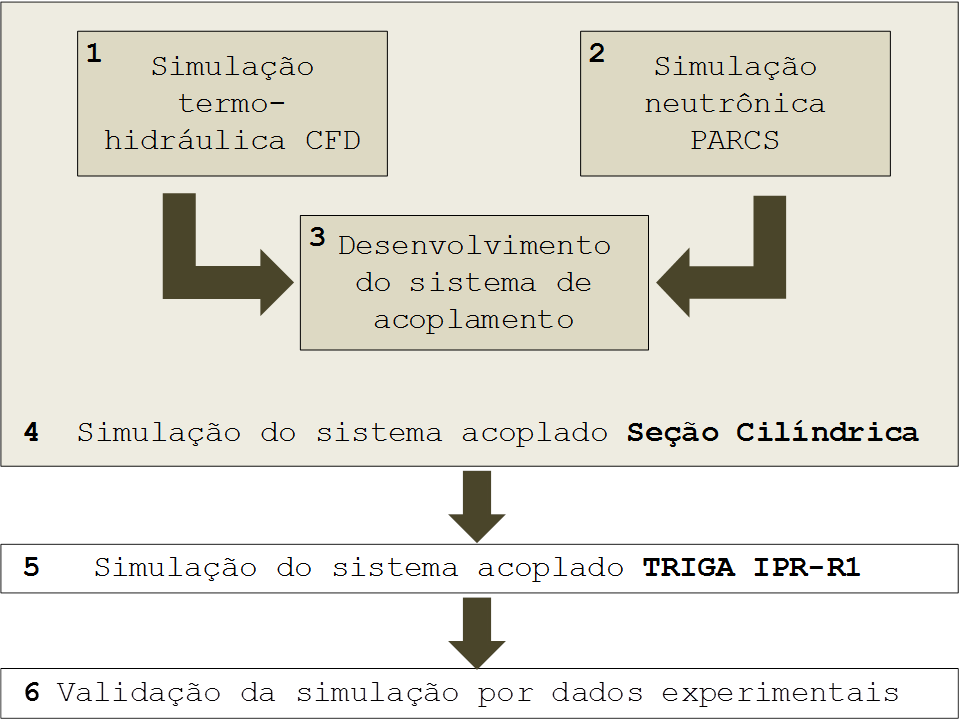 1
Simulação
termo-
hidráulica CFD
2
Simulação
neutrônica
PARCS
3
Desenvolvimento
do sistema de
acoplamento
4 Simulação do sistema acoplado Seção Cilíndrica
5 Simulação do sistema acoplado TRIGA IPR-R1
6 Validação da simulação por dados experimentais